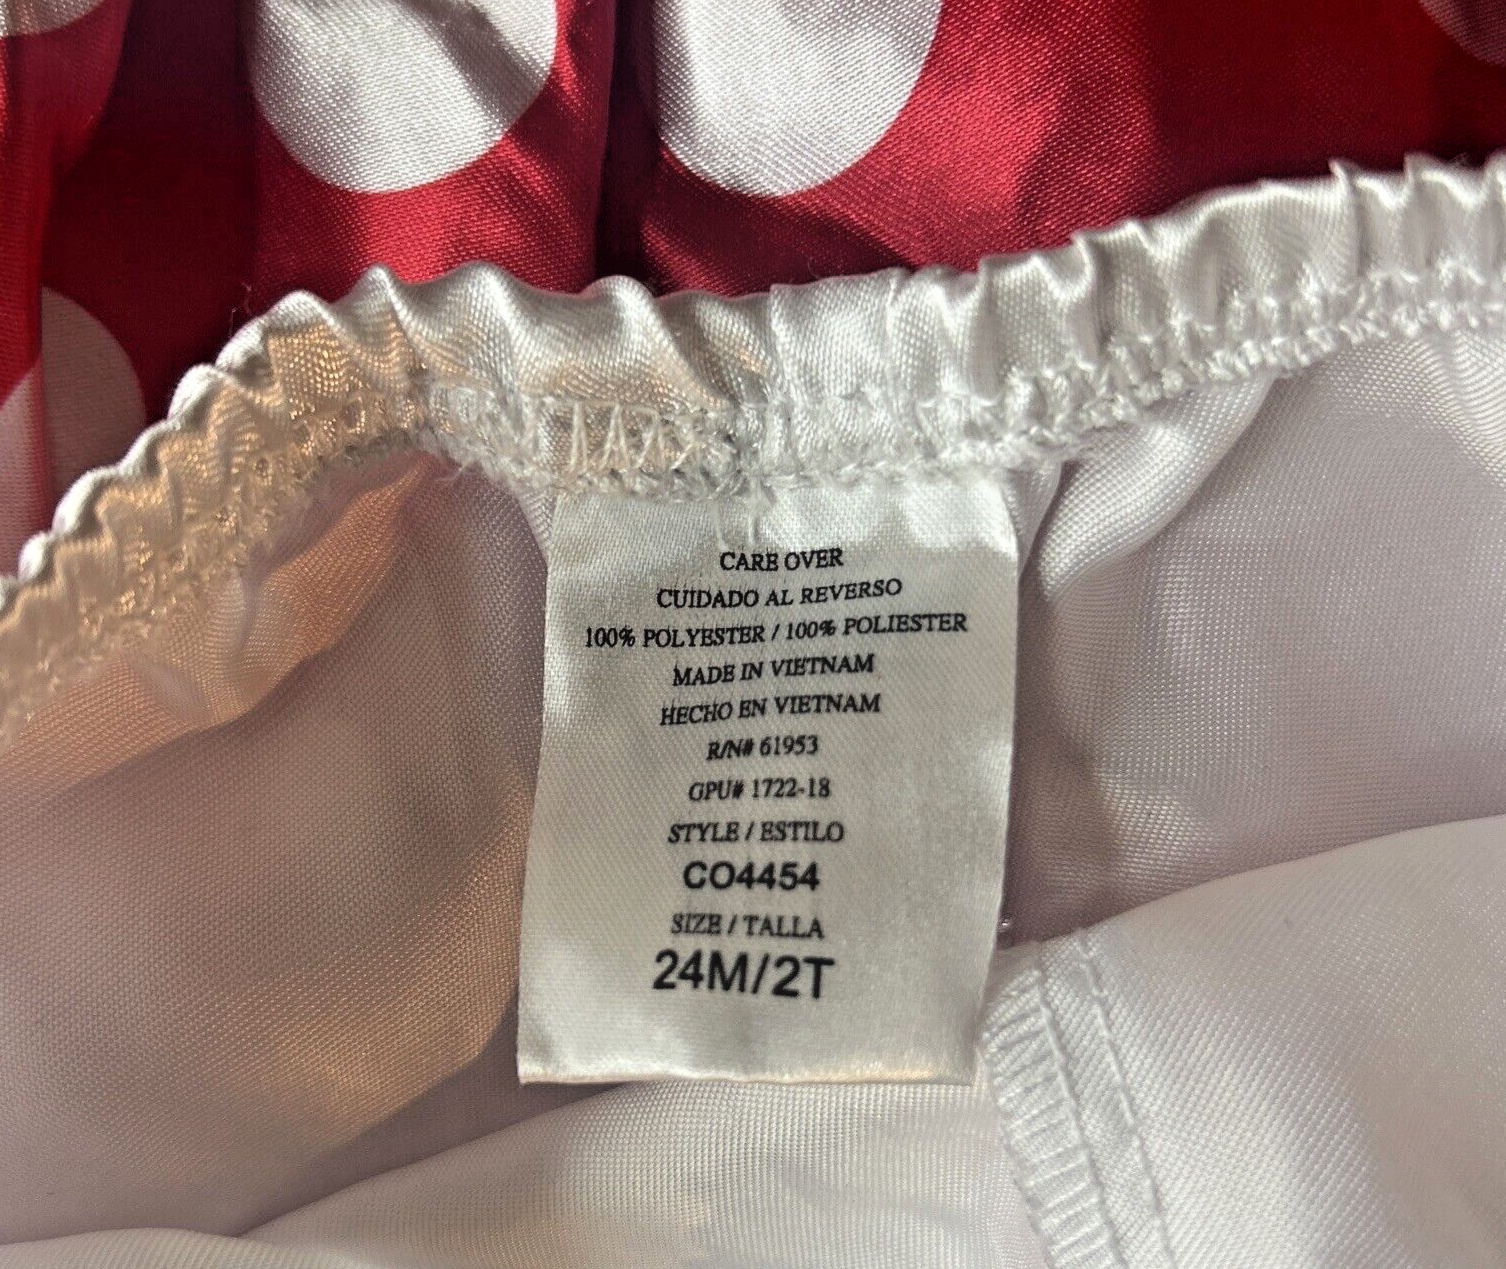 CARE OVER
CUIDADO AL REVERSO
100% POLYESTER / 100% POLIESTER
MADE IN VIETNAM
HECHO EN VIETNAM
R/N# 61953
GPU# 1722-18
STYLE / ESTILO
CO4454
SIZE / TALLA
24M/2T